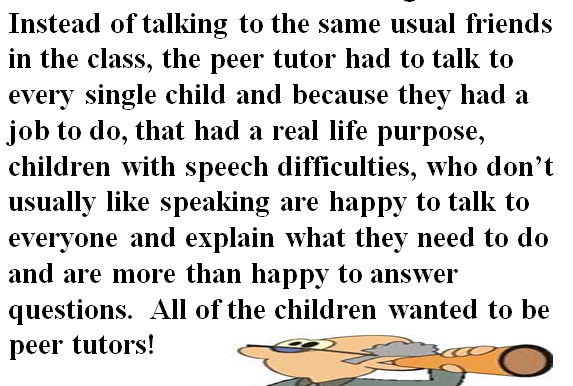 Instead of talking to the same usual friends
in the class, the peer tutor had to talk to
every single child and because they had a
job to do, that had a real life purpose,
children with speech difficulties, who don’t
usually like speaking are happy to talk to
everyone and explain what they need to do
and are more than happy to answer
questions.  All of the children wanted to be
peer tutors!